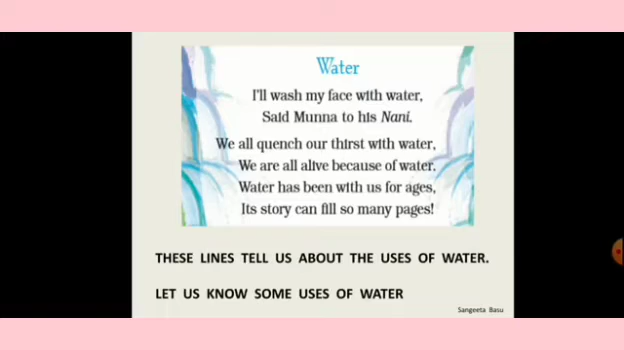 Water
I'll wash my face with water,
Said Munna to his Nani.
We all quench our thirst with water,
We are all alive because of water.
Water has been with us for ages,
Its story can fill so many pages!
THESE LINES TELL US ABOUT THE USES OF WATER.
LET US KNOW SOME USES OF WATER
Sangeeta Basu